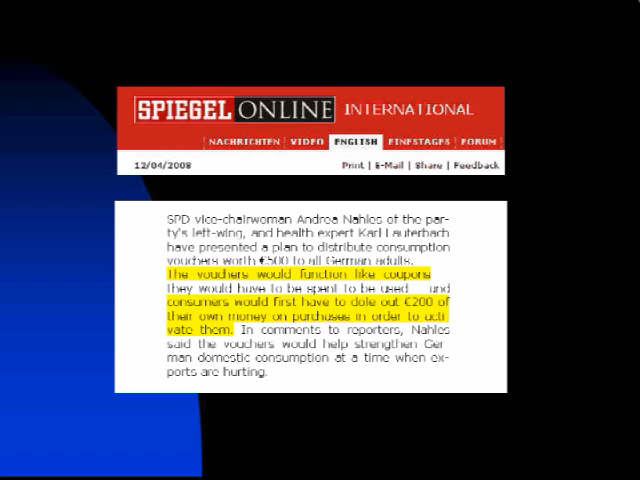 SPIEGEL ONLINE INTERNATIONAL
NACHRICHTEN VIDEO ENGLISH EINESTAGES FORUM
12/04/2008 Print | E-Mail | Share | Feedback
SPD vice-chairwoman Andrea Nahles of the par-
ty's left-wing, and health expert Karl Lauterbach
have presented a plan to distribute consumption
vouchers worth €500 to all German adults.
The vouchers would function like coupons
they would have to be spent to be used and
consumers would first have to dole out €200 of
their own money on purchases in order to acti
vate them. In comments to reporters, Nahles
said the vouchers would help strengthen Ger
man domestic consumption at a time when ex-
ports are hurting.